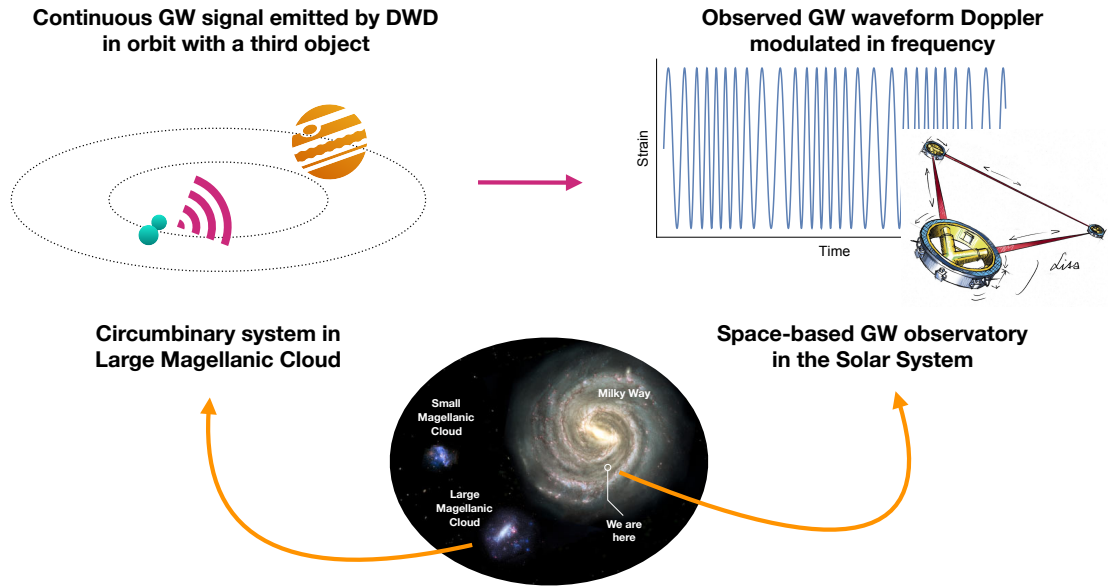 Continuous GW signal emitted by DWD
in orbit with a third object
Observed GW waveform Doppler
modulated in frequency
Strain
Time
Lisa
Circumbinary system in
Large Magellanic Cloud
Space-based GW observatory
in the Solar System
Milky Way
Small
Magellanic
Cloud
Large
Magellanic
Cloud
We are
here